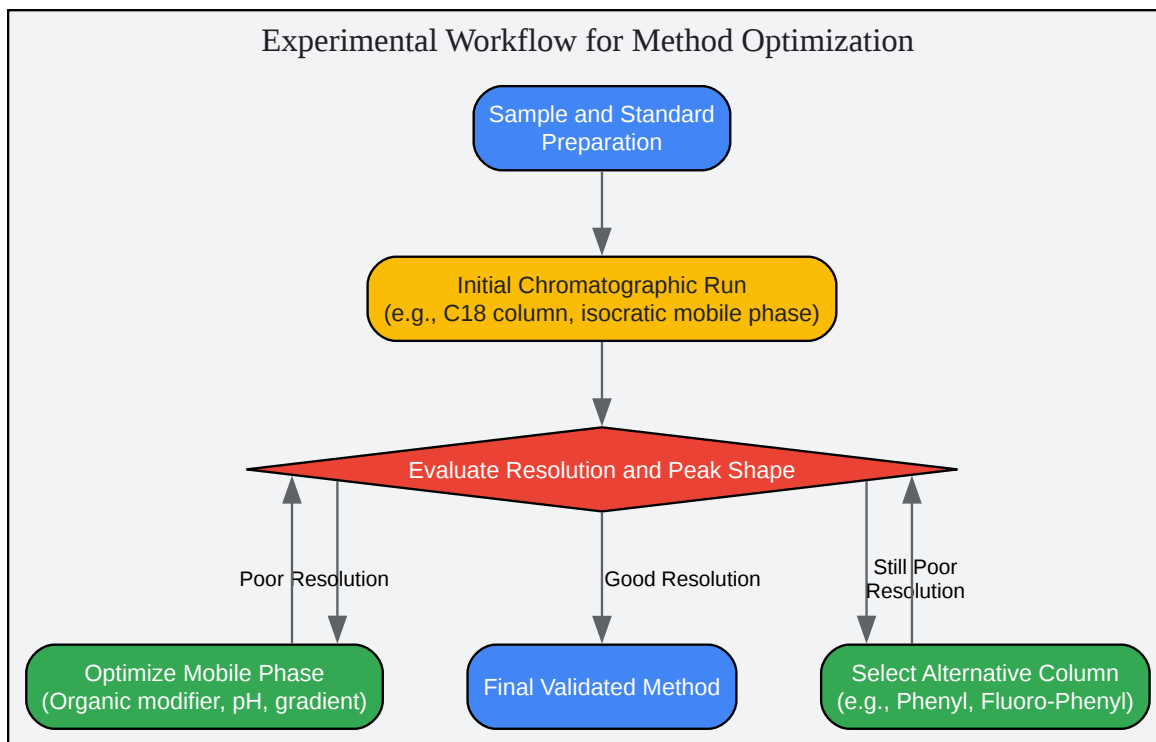 Experimental Workflow for Method Optimization
Sample and Standard
Preparation
Initial Chromatographic Run
(e.g., C18 column, isocratic mobile phase)
Evaluate Resolution and Peak Shape
Poor Resolution
Good Resolution
Still Poor
Resolution
Optimize Mobile Phase
(Organic modifier, pH, gradient)
Final Validated Method
Select Alternative Column
(e.g., Phenyl, Fluoro-Phenyl)